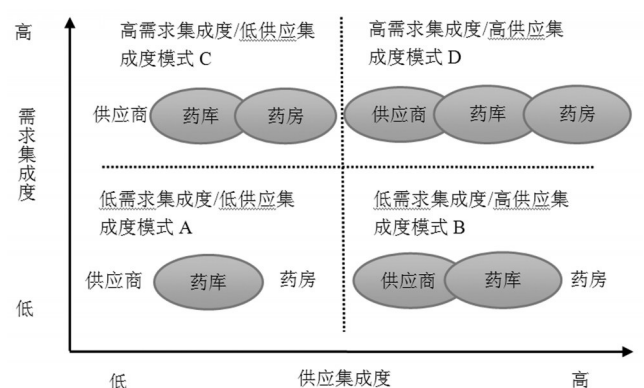 高
高需求集成度/低供应集
成度模式 C
高需求集成度/高供应集
成度模式 D
供应商 药库 药房
供应商 药库 药房
需求集成度
低需求集成度/低供应集
成度模式 A
低需求集成度/高供应集
成度模式 B
供应商 药库 药房
供应商 药库 药房
低
低 供应集成度 高